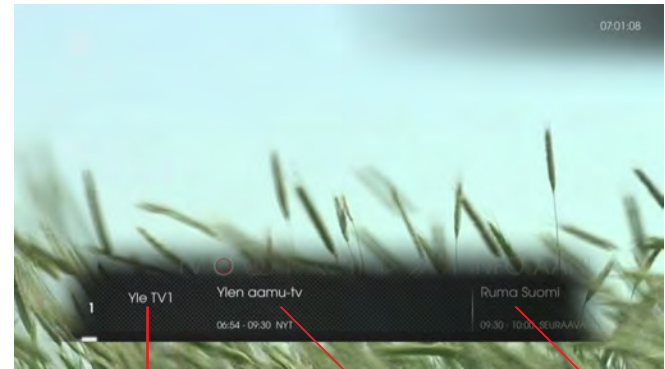 07:01:08
1
Yle TV1
Ylen aamu-tv
Ruma Suomi
06:54 - 09:30 NYT
09:30 - 10:00 SEURAAVA